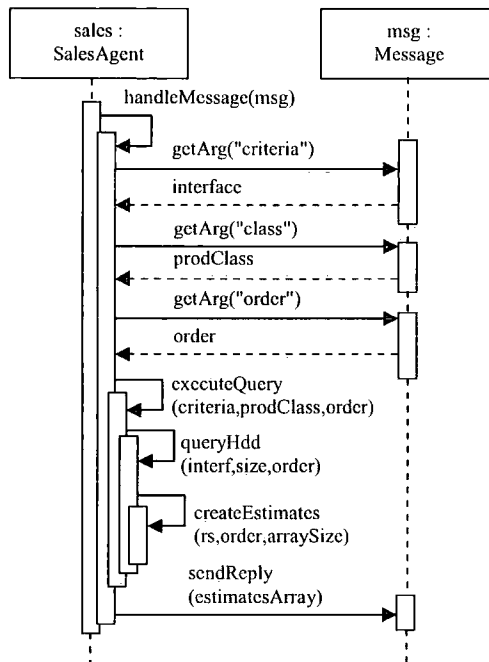 sales :
SalesAgent
msg :
Message
handleMessage(msg)
getArg("criteria")
interface
getArg("class")
prodClass
getArg("order")
order
executeQuery
(criteria,prodClass,order)
queryHdd
(interf,size,order)
createEstimates
(rs,order,arraySize)
sendReply
(estimatesArray)